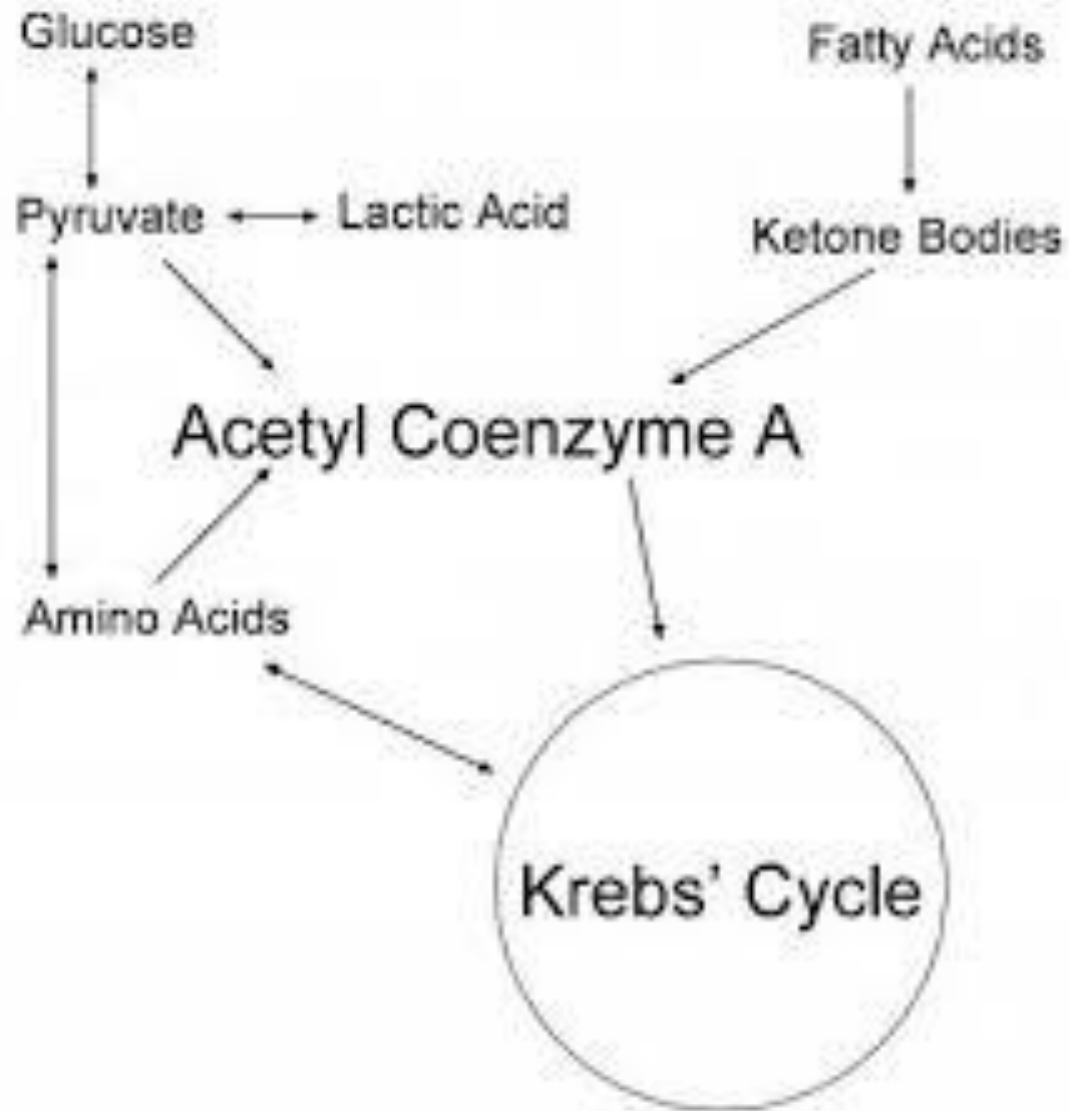 Glucose
Fatty Acids
Pyruvate
Lactic Acid
Ketone Bodies
Acetyl Coenzyme A
Amino Acids
Krebs’ Cycle